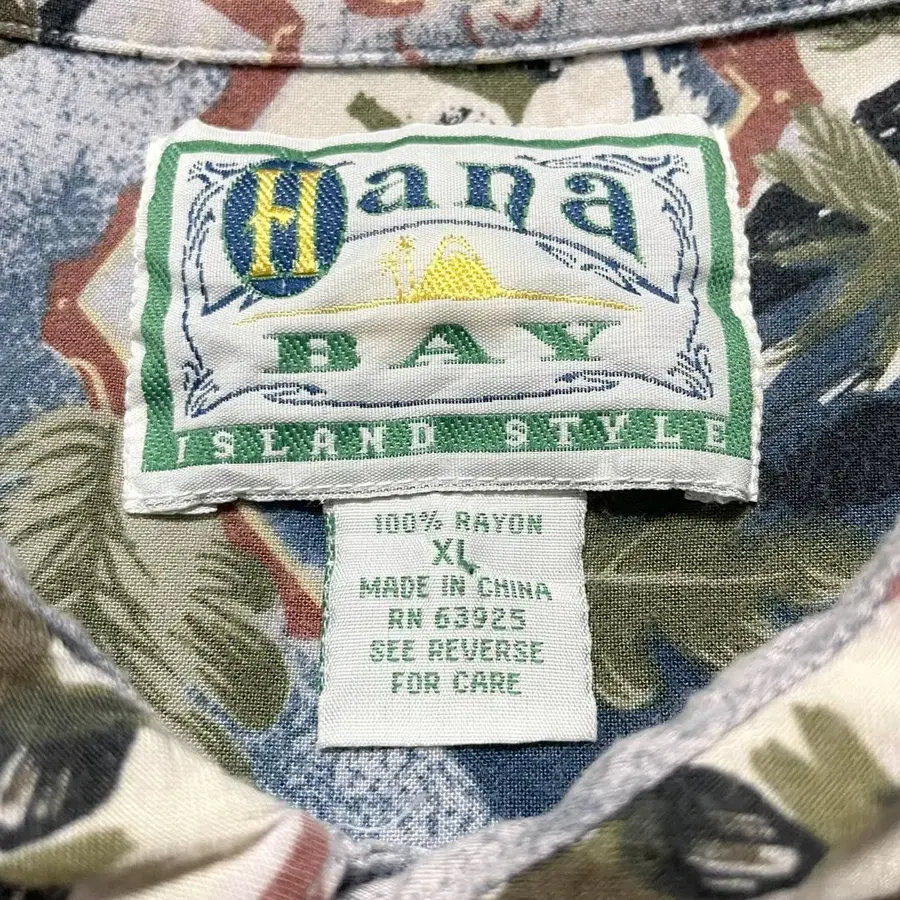 Hana
BAY
ISLAND STYLE
100% RAYON
XL
MADE IN CHINA
RN 63925
SEE REVERSE
FOR CARE